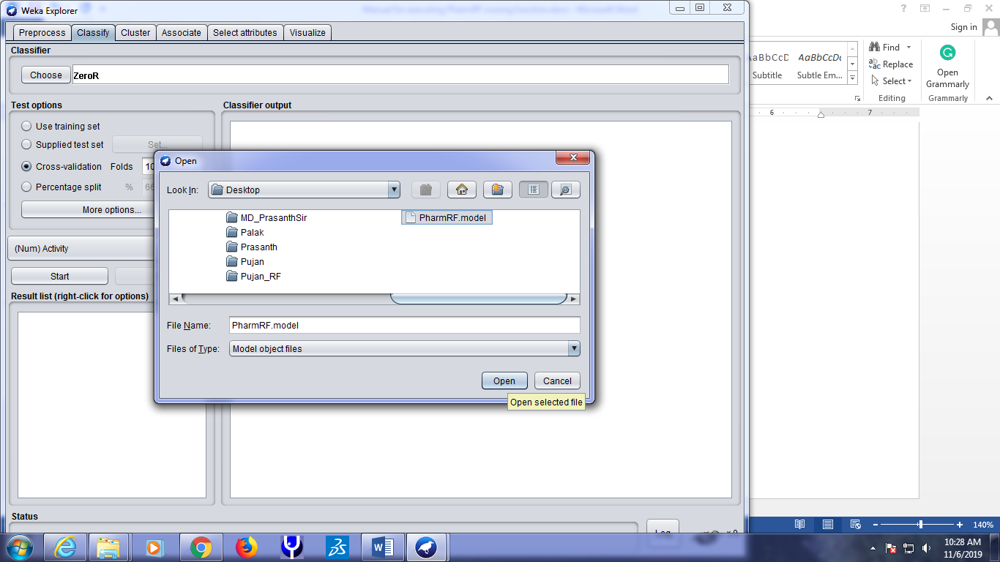 Weka Explorer
Preprocess Classify Cluster Associate Select attributes Visualize
Classifier
Choose ZeroR
Test options
Classifier output
Use training set
Supplied test set Set...
Cross-validation Folds 10
Percentage split % 66
More options...
(Num) Activity
Start
Result list (right-click for options)
Status
Log
x 0
Open
Look In: Desktop
MD_PrasanthSir
Palak
Prasanth
Pujan
Pujan_RF
PharmRF.model
File Name: PharmRF.model
Files of Type: Model object files
Open Cancel
Open selected file
Sign in
AaBbCcD AaBbCcDc
Subtitle Subtle Em...
Find
Replace
Select
Editing
Open
Grammarly
Grammarly
6 7
140%
10:28 AM
11/6/2019